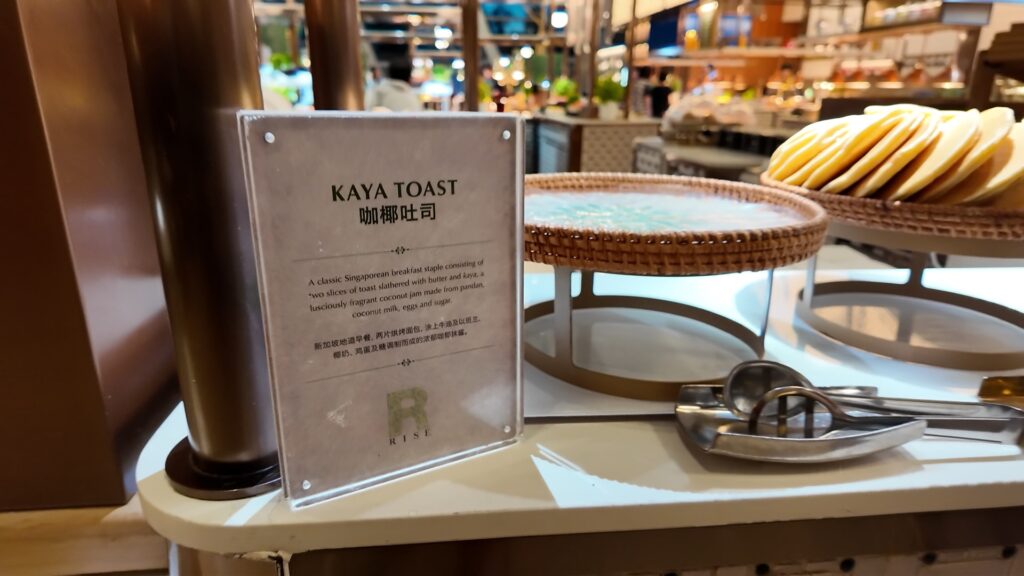 KAYA TOAST
咖椰吐司
A classic Singaporean breakfast staple consisting of
two slices of toast slathered with butter and kaya, a
lusciously fragrant coconut jam made from pandan,
coconut milk, eggs and sugar.
新加坡地道早餐，两片烘烤面包，涂上牛油及以班兰，
椰奶，鸡蛋及糖调制而成的浓郁咖椰抹酱。
R
RISE